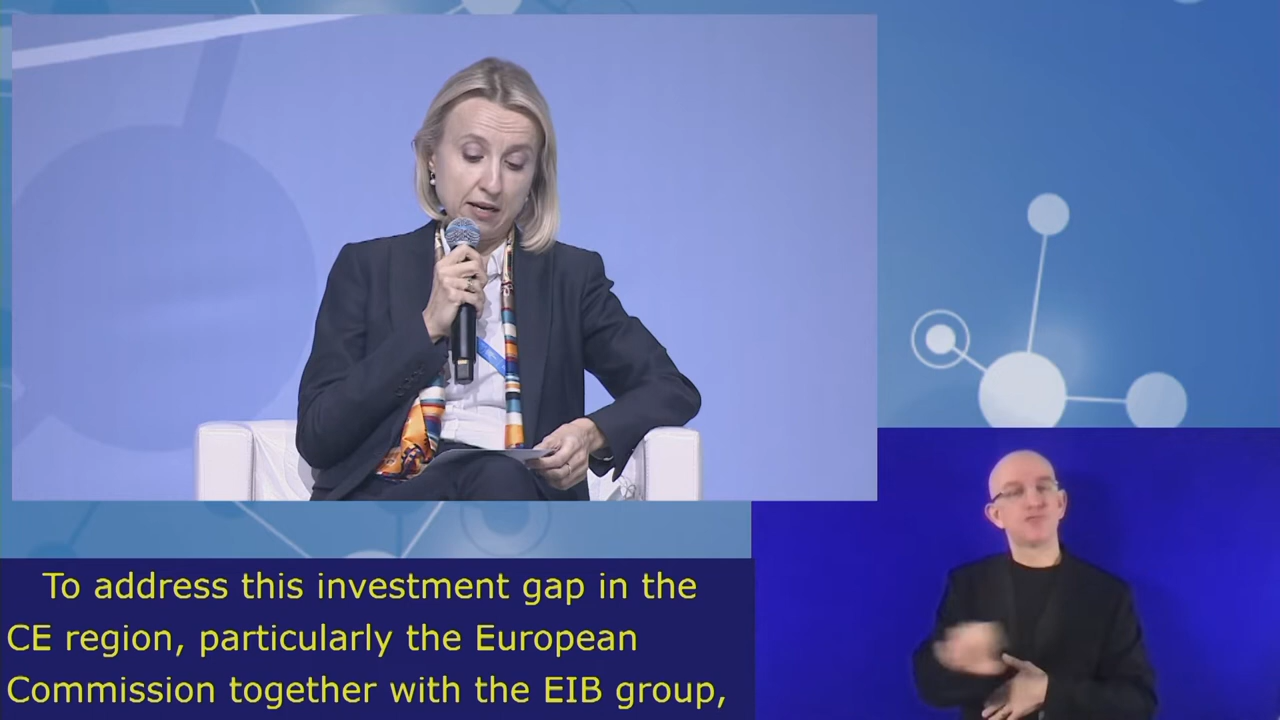 To address this investment gap in the
CE region, particularly the European
Commission together with the EIB group,